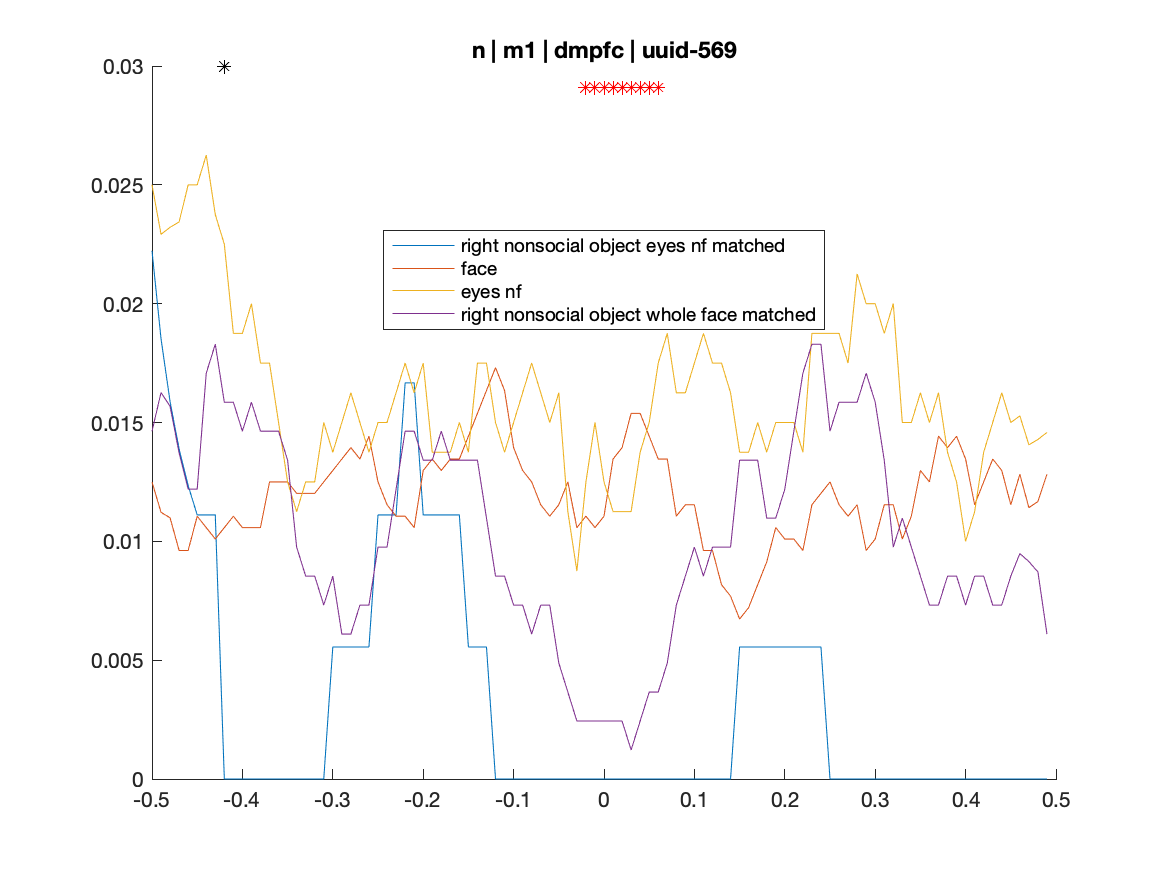 n | m1 | dmpfc | uuid-569
0.03
0.025
0.02
0.015
0.01
0.005
0
right nonsocial object eyes nf matched
face
eyes nf
right nonsocial object whole face matched
-0.5 -0.4 -0.3 -0.2 -0.1 0 0.1 0.2 0.3 0.4 0.5